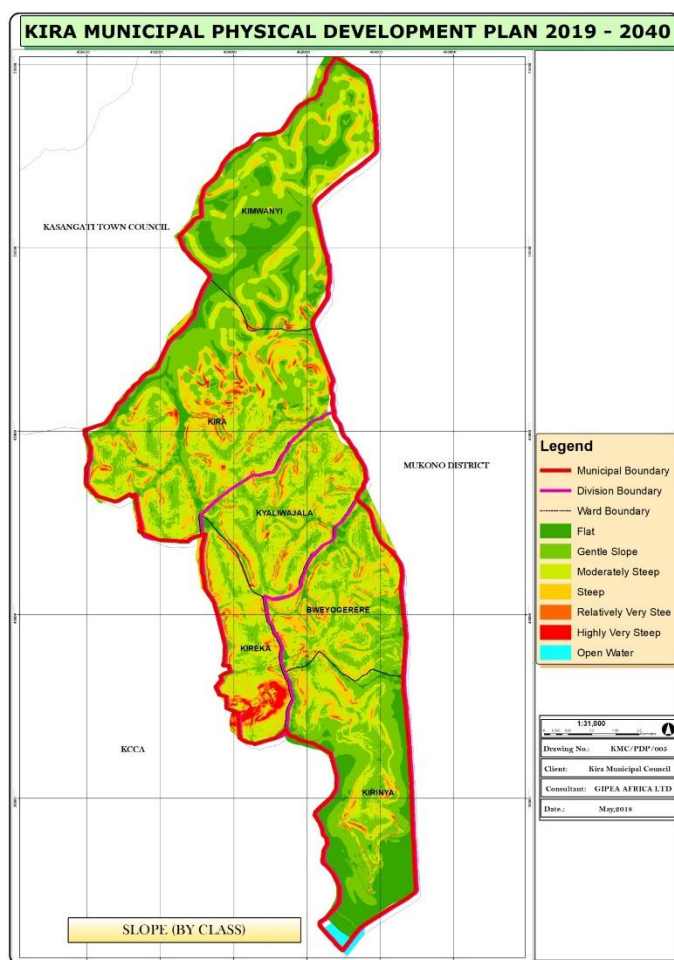 KIRA MUNICIPAL PHYSICAL DEVELOPMENT PLAN 2019 - 2040
KIMWANYI
KASANGATI TOWN COUNCIL
KIRA
MUKONO DISTRICT
KYALIWAJALA
BWEYOGERERE
KIREKA
KCCA
KIRINYA
SLOPE (BY CLASS)
Legend
Municipal Boundary
Division Boundary
Ward Boundary
Flat
Gentle Slope
Moderately Steep
Steep
Relatively Very Stee
Highly Very Steep
Open Water
1:31,000
Drawing No.: KMC/PDP/005
Client: Kira Municipal Council
Consultant: GIPEA AFRICA LTD
Date.: May,2018